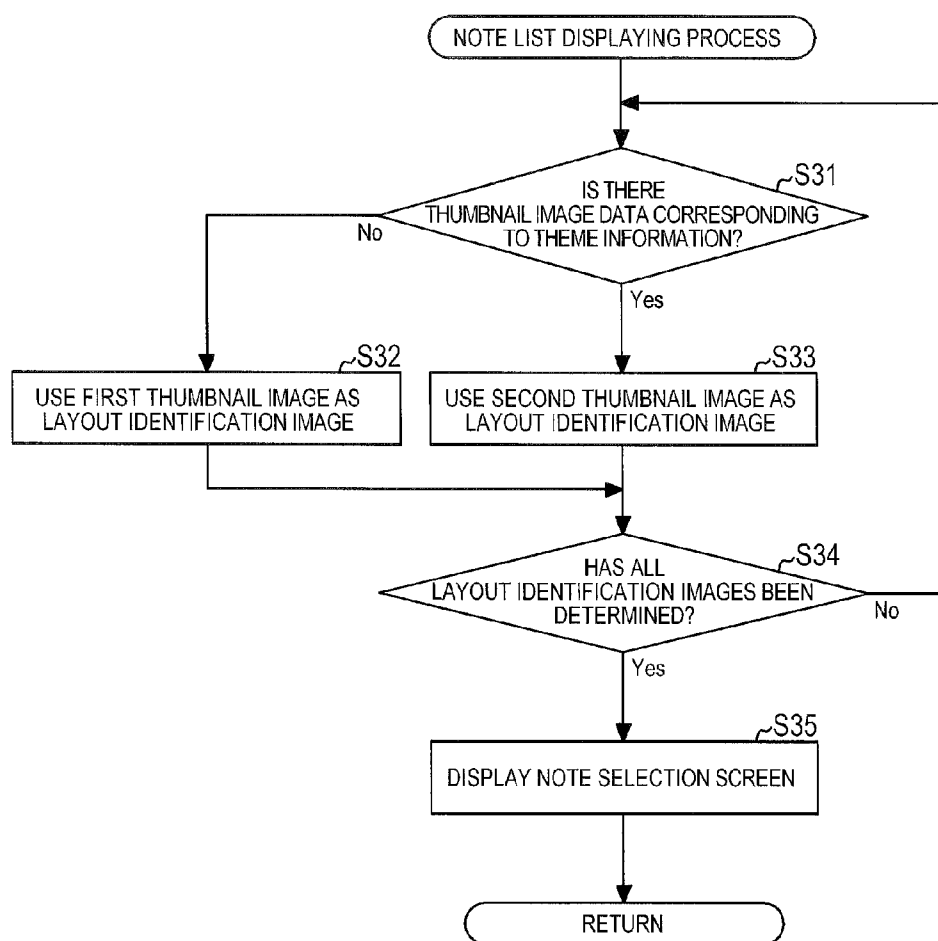 NOTE LIST DISPLAYING PROCESS
S31
IS THERE
THUMBNAIL IMAGE DATA CORRESPONDING
TO THEME INFORMATION?
No
Yes
S32
USE FIRST THUMBNAIL IMAGE AS
LAYOUT IDENTIFICATION IMAGE
S33
USE SECOND THUMBNAIL IMAGE AS
LAYOUT IDENTIFICATION IMAGE
S34
HAS ALL
LAYOUT IDENTIFICATION IMAGES BEEN
DETERMINED?
No
Yes
S35
DISPLAY NOTE SELECTION SCREEN
RETURN